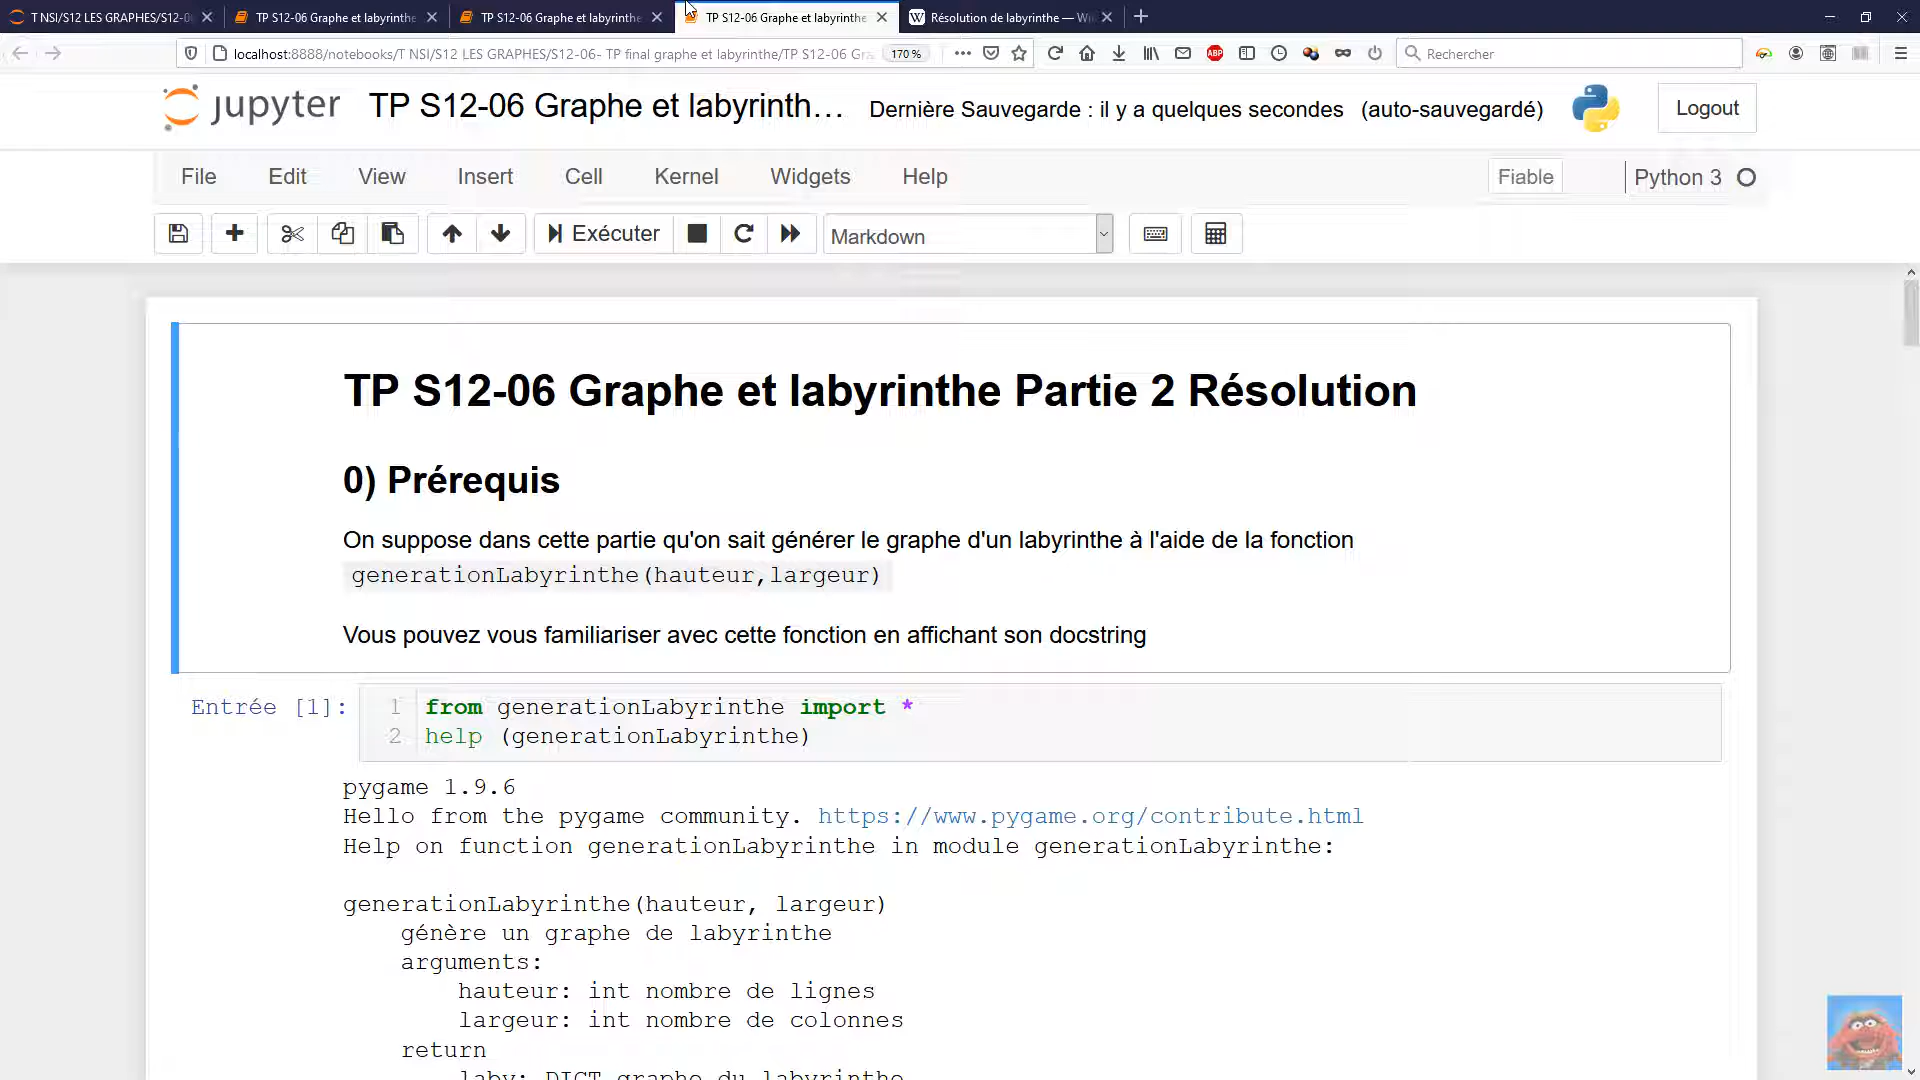 T NSI/S12 LES GRAPHES/S12-0
TP S12-06 Graphe et labyrinthe
TP S12-06 Graphe et labyrinthe
TP S12-06 Graphe et labyrinthe
Résolution de labyrinthe — Wi
localhost:8888/notebooks/T NSI/S12 LES GRAPHES/S12-06- TP final graphe et labyrinthe/TP S12-06 Gra
170 %
ABP
Rechercher
jupyter
TP S12-06 Graphe et labyrinth…
Dernière Sauvegarde : il y a quelques secondes
(auto-sauvegardé)
Logout
File
Edit
View
Insert
Cell
Kernel
Widgets
Help
Fiable
Python 3
Exécuter
Markdown
TP S12-06 Graphe et labyrinthe Partie 2 Résolution
0) Prérequis
On suppose dans cette partie qu'on sait générer le graphe d'un labyrinthe à l'aide de la fonction
generationLabyrinthe(hauteur,largeur)
Vous pouvez vous familiariser avec cette fonction en affichant son docstring
Entrée [1]:
1 from generationLabyrinthe import *
2 help (generationLabyrinthe)
pygame 1.9.6
Hello from the pygame community. https://www.pygame.org/contribute.html
Help on function generationLabyrinthe in module generationLabyrinthe:
generationLabyrinthe(hauteur, largeur)
génère un graphe de labyrinthe
arguments:
hauteur: int nombre de lignes
largeur: int nombre de colonnes
return
laby: DICT graphe du labyrinthe